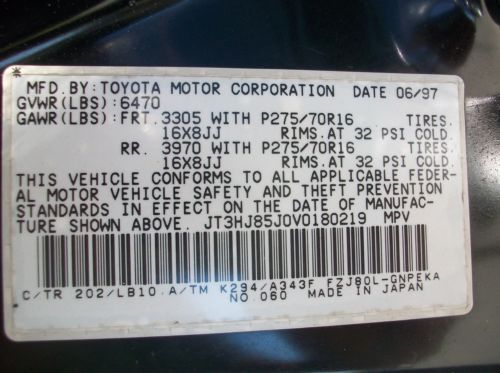 MFD.BY:TOYOTA MOTOR CORPORATION DATE 06/97
GVWR(LBS):6470
GAWR(LBS):FRT.3305 WITH P275/70R16 TIRES.
16X8JJ RIMS.AT 32 PSI COLD.
RR. 3970 WITH P275/70R16 TIRES.
16X8JJ RIMS.AT 32 PSI COLD.
THIS VEHICLE CONFORMS TO ALL APPLICABLE FEDER-
AL MOTOR VEHICLE SAFETY AND THEFT PREVENTION
STANDARDS IN EFFECT ON THE DATE OF MANUFAC-
TURE SHOWN ABOVE. JT3HJ85J0V0180219 MPV
C/TR 202/LB10.A/TM K294/A343F FZJ80L-GNPEKA
NO.060 MADE IN JAPAN